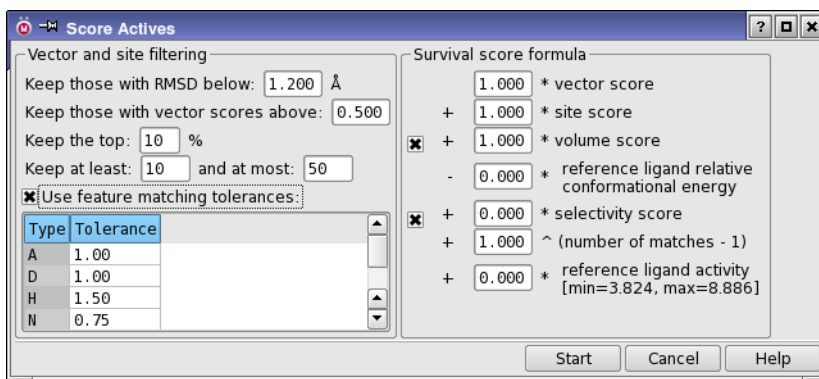 Score Actives
Vector and site filtering
Keep those with RMSD below: 1.200 Å
Keep those with vector scores above: 0.500
Keep the top: 10 %
Keep at least: 10 and at most: 50
Use feature matching tolerances:
Type Tolerance
A 1.00
D 1.00
H 1.50
N 0.75
Survival score formula
1.000 * vector score
+ 1.000 * site score
+ 1.000 * volume score
- 0.000 * reference ligand relative
conformational energy
+ 0.000 * selectivity score
+ 1.000 ^ (number of matches - 1)
+ 0.000 * reference ligand activity
[min=3.824, max=8.886]
Start Cancel Help